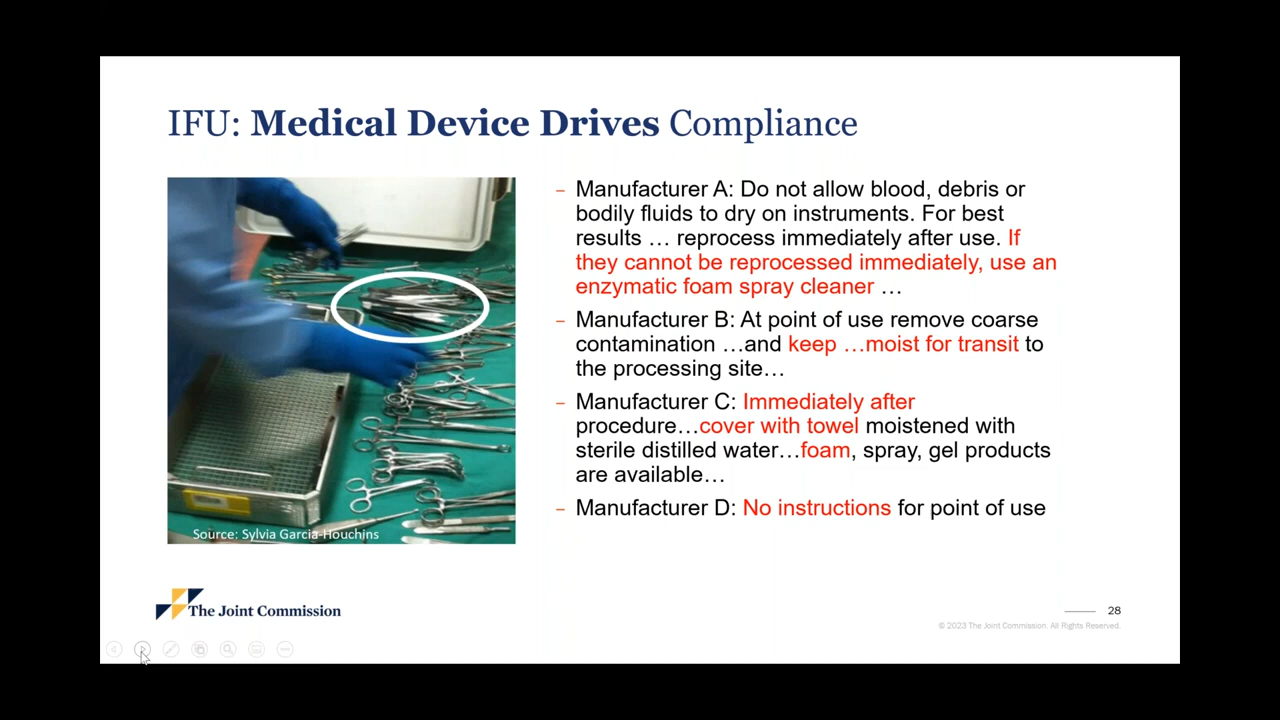 IFU: Medical Device Drives Compliance
– Manufacturer A: Do not allow blood, debris or
bodily fluids to dry on instruments. For best
results … reprocess immediately after use. If
they cannot be reprocessed immediately, use an
enzymatic foam spray cleaner …
– Manufacturer B: At point of use remove coarse
contamination …and keep …moist for transit to
the processing site…
– Manufacturer C: Immediately after
procedure…cover with towel moistened with
sterile distilled water…foam, spray, gel products
are available…
– Manufacturer D: No instructions for point of use
Source: Sylvia Garcia-Houchins
The Joint Commission
28
© 2023 The Joint Commission. All Rights Reserved.